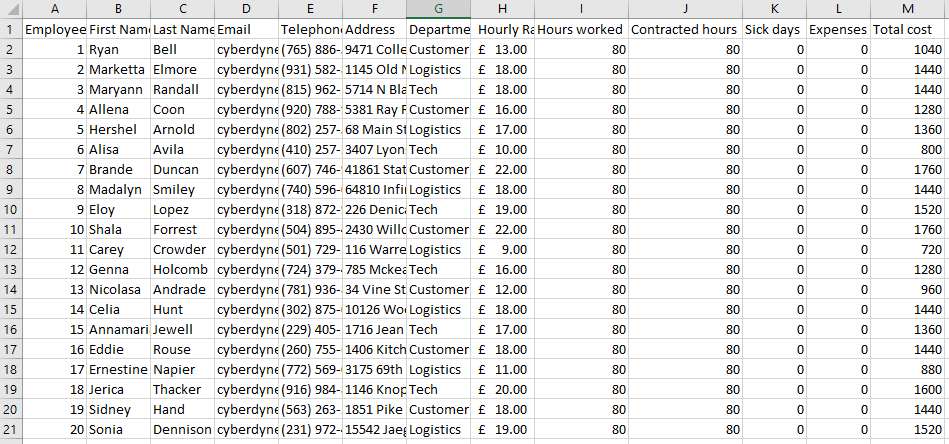 A B C D E F G H I J K L M
1 Employee First Name Last Name Email Telephon Address Departme Hourly Ra Hours worked Contracted hours Sick days Expenses Total cost
2 1 Ryan Bell cyberdyne (765) 886- 9471 Colle Customer £ 13.00 80 80 0 0 1040
3 2 Marketta Elmore cyberdyne (931) 582- 1145 Old N Logistics £ 18.00 80 80 0 0 1440
4 3 Maryann Randall cyberdyne (815) 962- 5714 N Bla Tech £ 18.00 80 80 0 0 1440
5 4 Allena Coon cyberdyne (920) 788- 5381 Ray F Customer £ 16.00 80 80 0 0 1280
6 5 Hershel Arnold cyberdyne (802) 257- 68 Main St Logistics £ 17.00 80 80 0 0 1360
7 6 Alisa Avila cyberdyne (410) 257- 3407 Lyon Tech £ 10.00 80 80 0 0 800
8 7 Brande Duncan cyberdyne (607) 746- 41861 Stat Customer £ 22.00 80 80 0 0 1760
9 8 Madalyn Smiley cyberdyne (740) 596- 64810 Infi Logistics £ 18.00 80 80 0 0 1440
10 9 Eloy Lopez cyberdyne (318) 872- 226 Denica Tech £ 19.00 80 80 0 0 1520
11 10 Shala Forrest cyberdyne (504) 895- 2430 Willo Customer £ 22.00 80 80 0 0 1760
12 11 Carey Crowder cyberdyne (501) 729- 116 Warre Logistics £ 9.00 80 80 0 0 720
13 12 Genna Holcomb cyberdyne (724) 379- 785 Mckea Tech £ 16.00 80 80 0 0 1280
14 13 Nicolasa Andrade cyberdyne (781) 936- 34 Vine St Customer £ 12.00 80 80 0 0 960
15 14 Celia Hunt cyberdyne (302) 875- 10126 Woo Logistics £ 18.00 80 80 0 0 1440
16 15 Annamari Jewell cyberdyne (229) 405- 1716 Jean Tech £ 17.00 80 80 0 0 1360
17 16 Eddie Rouse cyberdyne (260) 755- 1406 Kitch Customer £ 18.00 80 80 0 0 1440
18 17 Ernestine Napier cyberdyne (772) 569- 3175 69th Logistics £ 11.00 80 80 0 0 880
19 18 Jerica Thacker cyberdyne (916) 984- 1146 Knop Tech £ 20.00 80 80 0 0 1600
20 19 Sidney Hand cyberdyne (563) 263- 1851 Pike Customer £ 18.00 80 80 0 0 1440
21 20 Sonia Dennison cyberdyne (231) 972- 15542 Jaeg Logistics £ 19.00 80 80 0 0 1520